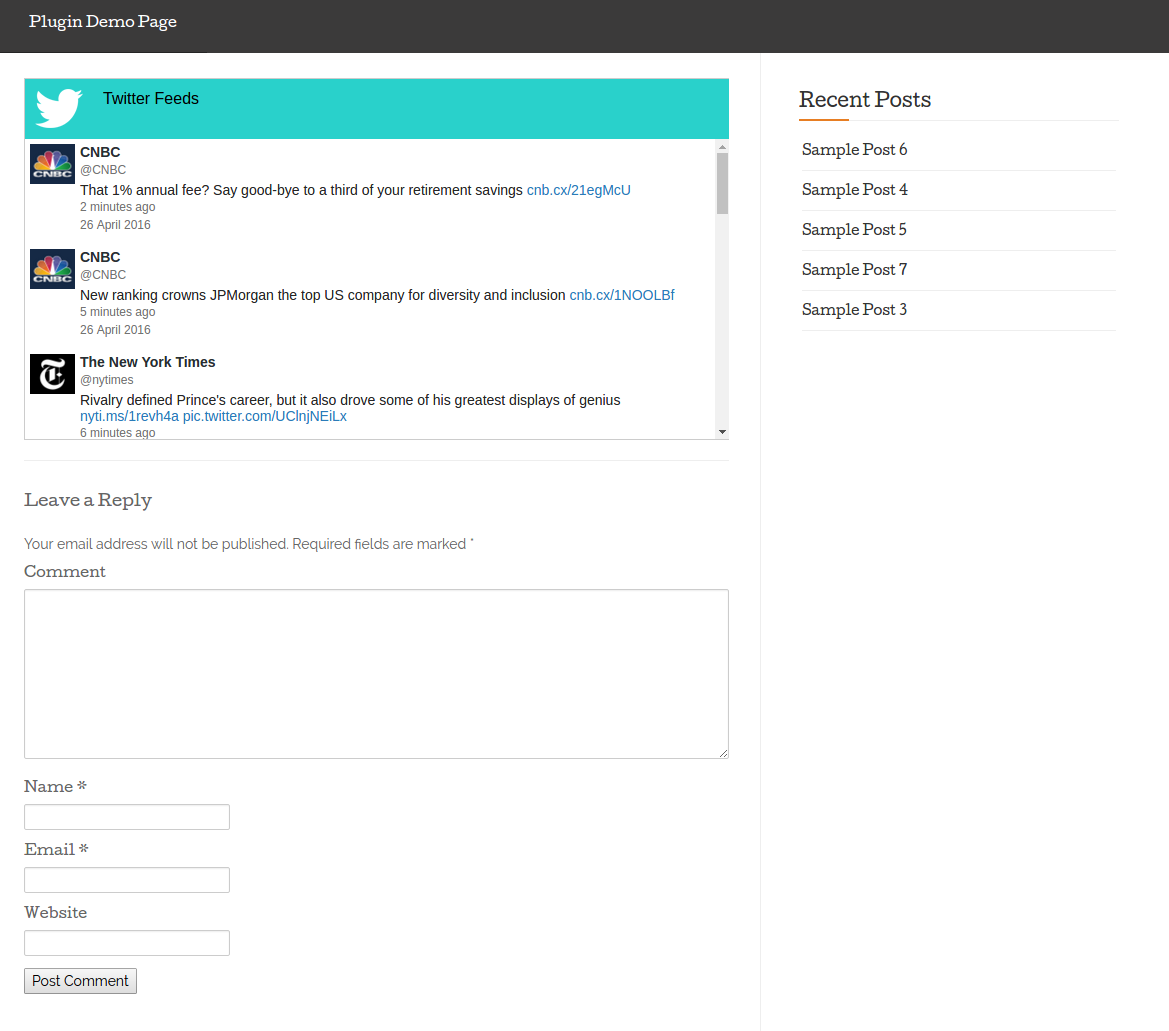 Plugin Demo Page
Twitter Feeds
CNBC
CNBC
@CNBC
That 1% annual fee? Say good-bye to a third of your retirement savings cnb.cx/21egMcU
2 minutes ago
26 April 2016
CNBC
CNBC
@CNBC
New ranking crowns JPMorgan the top US company for diversity and inclusion cnb.cx/1NOOLBf
5 minutes ago
26 April 2016
The New York Times
@nytimes
Rivalry defined Prince's career, but it also drove some of his greatest displays of genius
nyti.ms/1revh4a pic.twitter.com/UClnjNEiLx
6 minutes ago
Leave a Reply
Your email address will not be published. Required fields are marked *
Comment
Name *
Email *
Website
Post Comment
Recent Posts
Sample Post 6
Sample Post 4
Sample Post 5
Sample Post 7
Sample Post 3